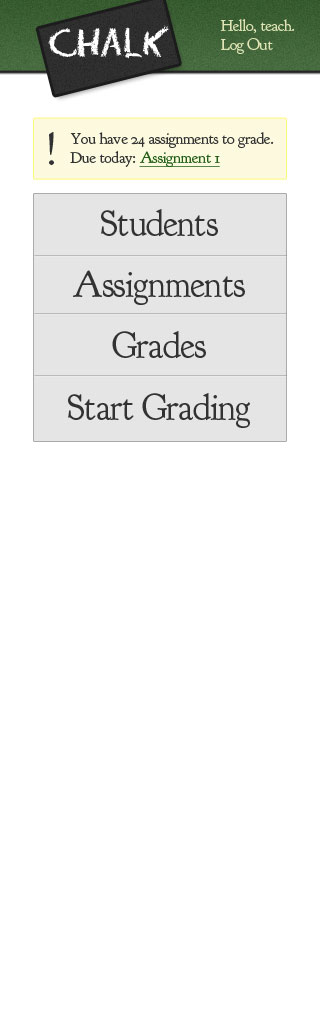 CHALK
Hello, teach.
Log Out
!
You have 24 assignments to grade.
Due today: Assignment 1
Students
Assignments
Grades
Start Grading